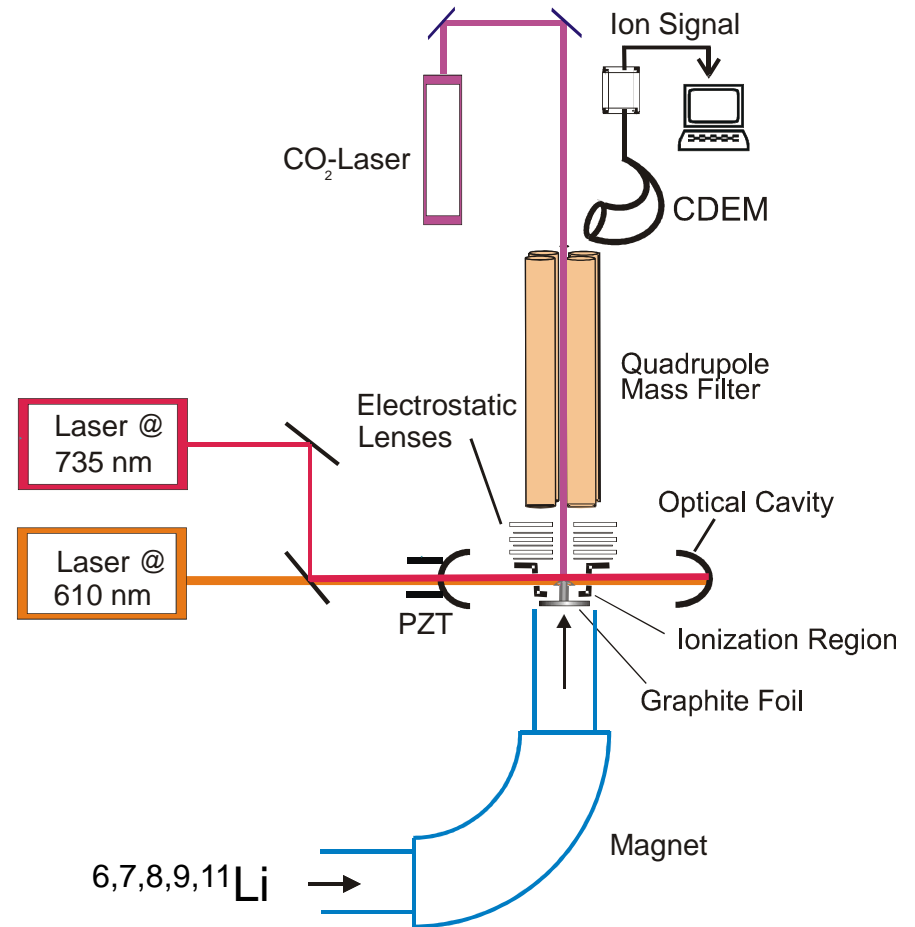 Ion Signal
CO₂-Laser
CDEM
Quadrupole
Mass Filter
Electrostatic
Lenses
Laser @
735 nm
Optical Cavity
Laser @
610 nm
PZT
Ionization Region
Graphite Foil
Magnet
⁶,⁷,⁸,⁹,¹¹Li